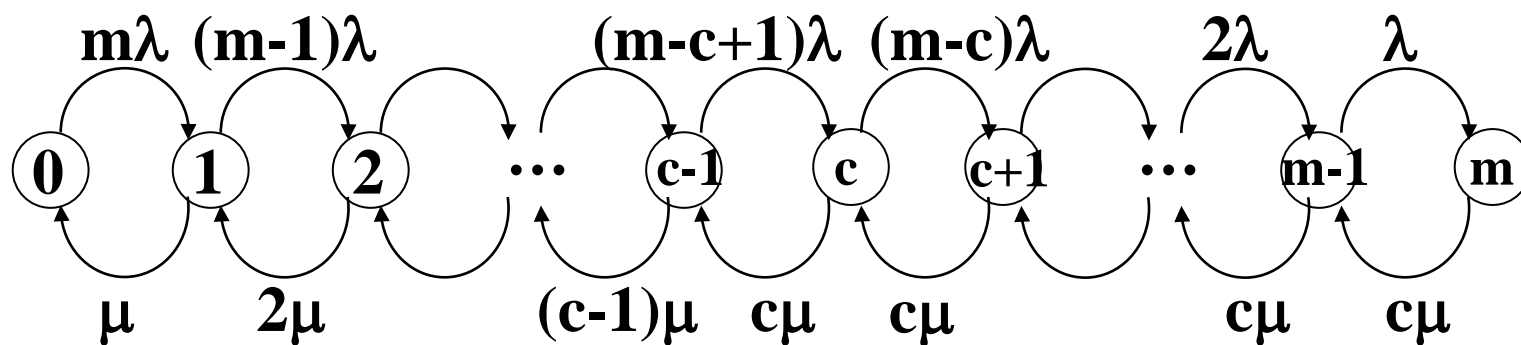 mλ (m-1)λ (m-c+1)λ (m-c)λ 2λ λ
0 1 2 ... c-1 c c+1 ... m-1 m
μ 2μ (c-1)μ cμ cμ cμ cμ